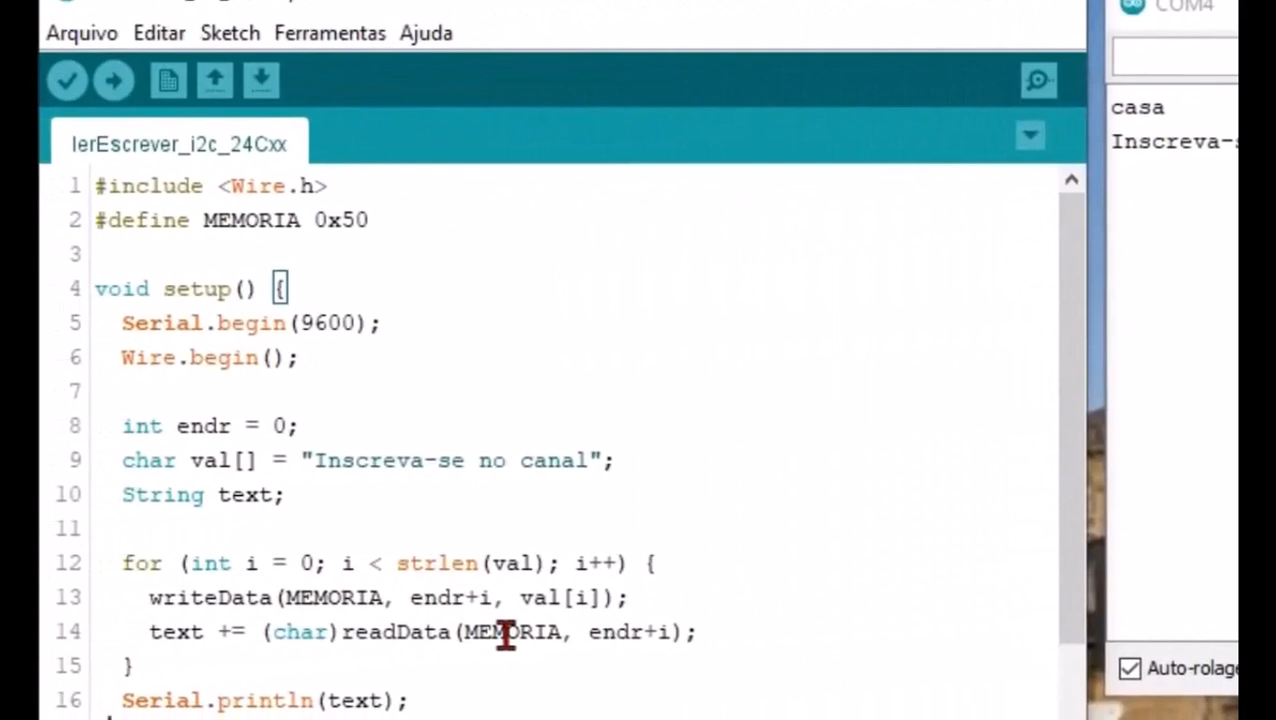 COM4
Arquivo Editar Sketch Ferramentas Ajuda
lerEscrever_i2c_24Cxx
casa
Inscreva-s
1 #include <Wire.h>
2 #define MEMORIA 0x50
3
4 void setup() {
5 Serial.begin(9600);
6 Wire.begin();
7
8 int endr = 0;
9 char val[] = "Inscreva-se no canal";
10 String text;
11
12 for (int i = 0; i < strlen(val); i++) {
13 writeData(MEMORIA, endr+i, val[i]);
14 text += (char)readData(MEMORIA, endr+i);
15 }
16 Serial.println(text);
Auto-rolage